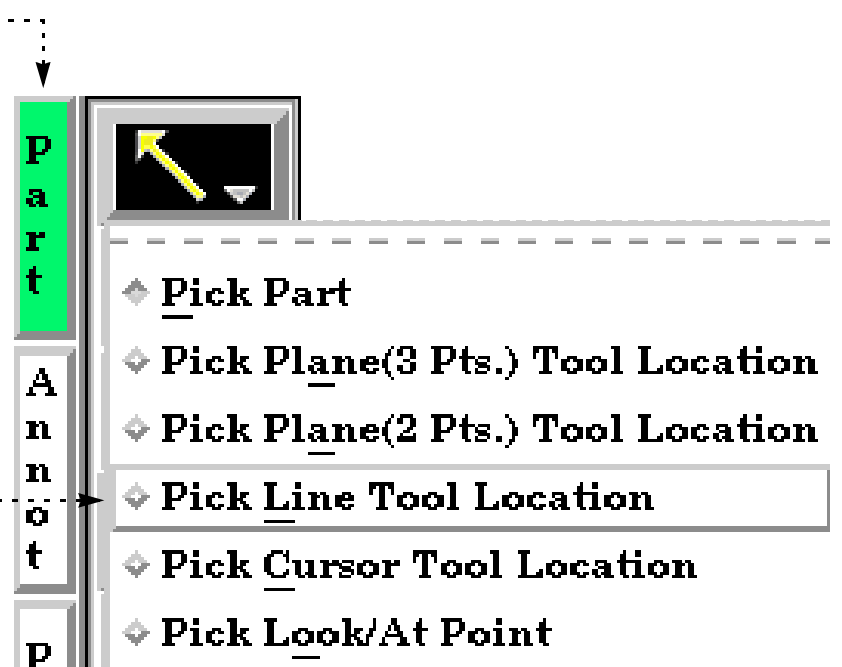 Part
Annot
P
Pick Part
Pick Plane(3 Pts.) Tool Location
Pick Plane(2 Pts.) Tool Location
Pick Line Tool Location
Pick Cursor Tool Location
Pick Look/At Point